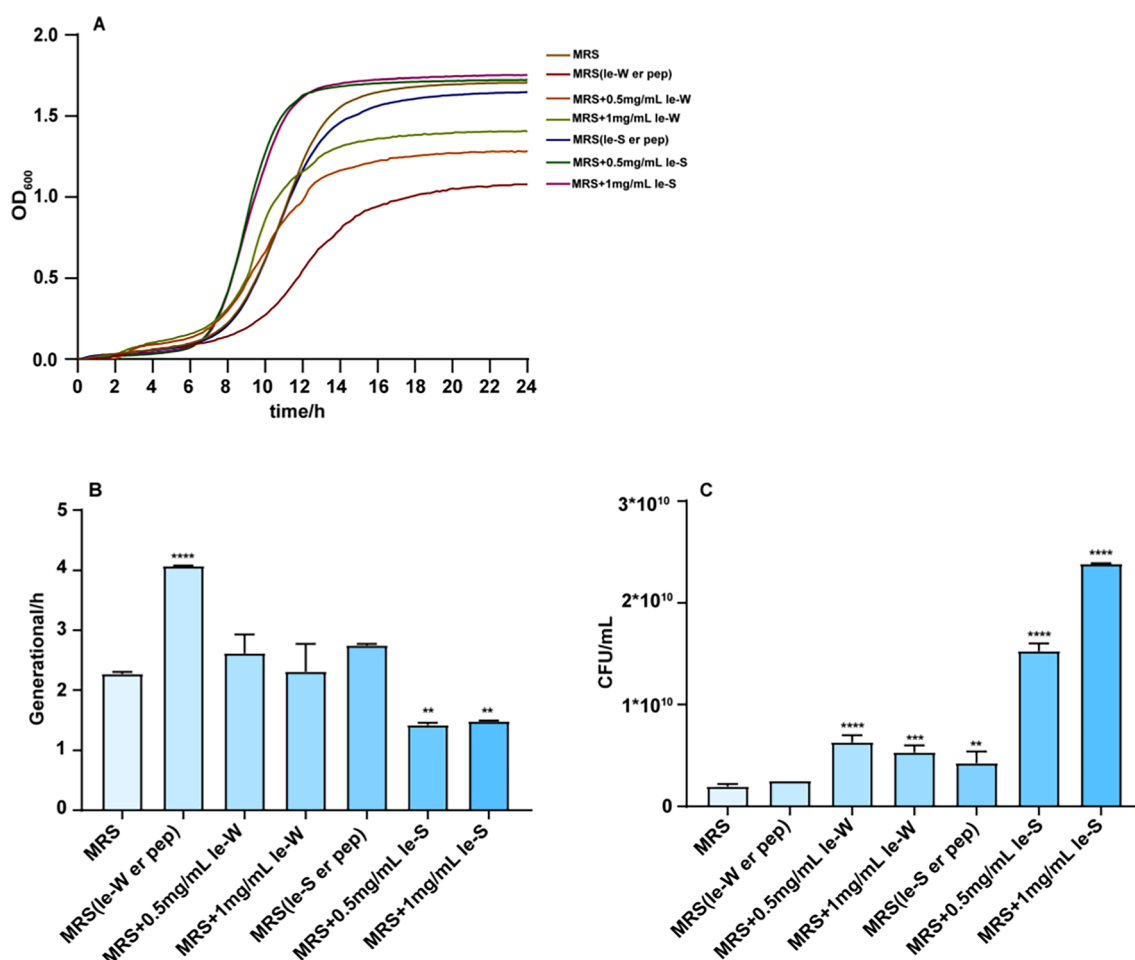 A
2.0
1.5
1.0
0.5
0.0
OD600
0 2 4 6 8 10 12 14 16 18 20 22 24
time/h
MRS
MRS(le-W er pep)
MRS+0.5mg/mL le-W
MRS+1mg/mL le-W
MRS(le-S er pep)
MRS+0.5mg/mL le-S
MRS+1mg/mL le-S
B
5
4
3
2
1
0
Generational/h
****
**
**
MRS
MRS(le-W er pep)
MRS+0.5mg/mL le-W
MRS+1mg/mL le-W
MRS(le-S er pep)
MRS+0.5mg/mL le-S
MRS+1mg/mL le-S
C
3*10^10
2*10^10
1*10^10
0
CFU/mL
****
***
**
****
****
MRS
MRS(le-W er pep)
MRS+0.5mg/mL le-W
MRS+1mg/mL le-W
MRS(le-S er pep)
MRS+0.5mg/mL le-S
MRS+1mg/mL le-S